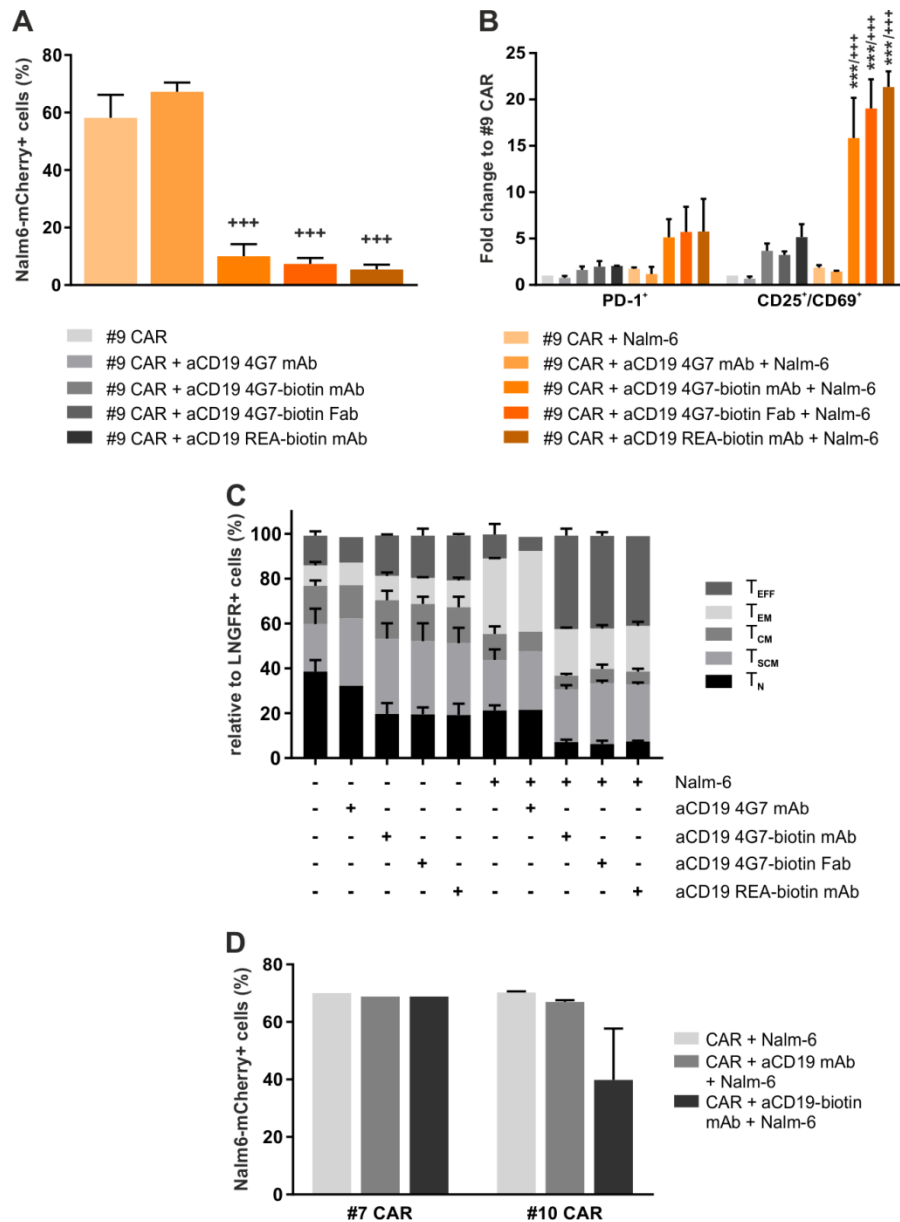 A
Nalm6-mCherry+ cells (%)
80
60
40
20
0
+++
+++
+++
B
Fold change to #9 CAR
25
20
15
10
5
0
***/+++
***/+++
***/+++
PD-1+
CD25+/CD69+
#9 CAR
#9 CAR + aCD19 4G7 mAb
#9 CAR + aCD19 4G7-biotin mAb
#9 CAR + aCD19 4G7-biotin Fab
#9 CAR + aCD19 REA-biotin mAb
#9 CAR + Nalm-6
#9 CAR + aCD19 4G7 mAb + Nalm-6
#9 CAR + aCD19 4G7-biotin mAb + Nalm-6
#9 CAR + aCD19 4G7-biotin Fab + Nalm-6
#9 CAR + aCD19 REA-biotin mAb + Nalm-6
C
relative to LNGFR+ cells (%)
100
80
60
40
20
0
TEFF
TEM
TCM
TSCM
TN
- - - - - + + + + + Nalm-6
- + - - - - + - - - aCD19 4G7 mAb
- - + - - - - + - - aCD19 4G7-biotin mAb
- - - + - - - - + - aCD19 4G7-biotin Fab
- - - - + - - - - + aCD19 REA-biotin mAb
D
Nalm6-mCherry+ cells (%)
80
60
40
20
0
#7 CAR
#10 CAR
CAR + Nalm-6
CAR + aCD19 mAb
+ Nalm-6
CAR + aCD19-biotin
mAb + Nalm-6